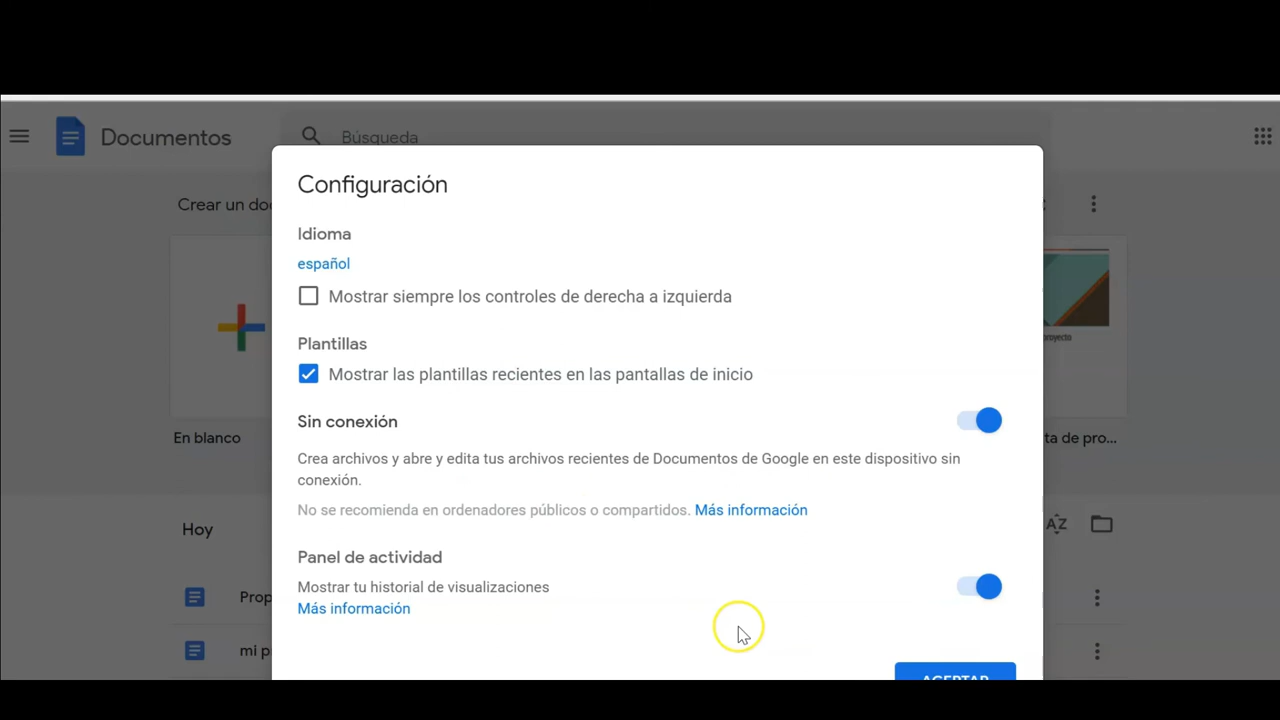 Documentos
Búsqueda
Configuración
Crear un do
Idioma
español
Mostrar siempre los controles de derecha a izquierda
proyecto
Plantillas
Mostrar las plantillas recientes en las pantallas de inicio
En blanco
Sin conexión
ta de pro...
Crea archivos y abre y edita tus archivos recientes de Documentos de Google en este dispositivo sin
conexión.
No se recomienda en ordenadores públicos o compartidos. Más información
Hoy
AZ
Panel de actividad
Mostrar tu historial de visualizaciones
Prop
Más información
mi p
ACEPTAR